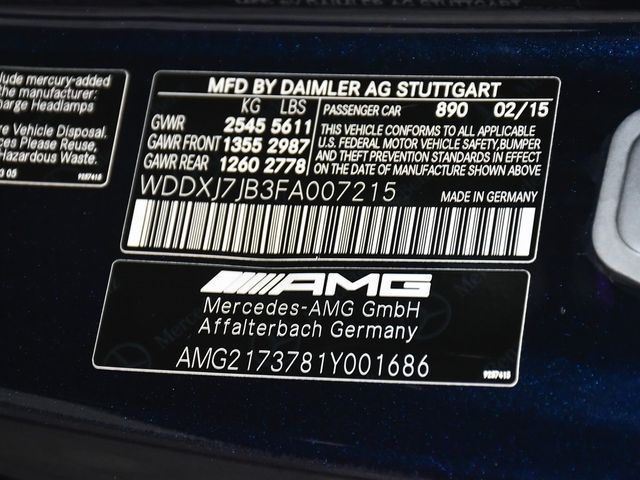 clude mercury-added
the manufacturer:
harge Headlamps
re Vehicle Disposal.
ces Please Reuse,
Hazardous Waste.
MFD BY DAIMLER AG STUTTGART
KG LBS
GWR 2545 5611
GAWR FRONT 1355 2987
GAWR REAR 1260 2778
PASSENGER CAR 890 02/15
THIS VEHICLE CONFORMS TO ALL APPLICABLE
U.S. FEDERAL MOTOR VEHICLE SAFETY,BUMPER
AND THEFT PREVENTION STANDARDS IN EFFECT
ON THE DATE OF MANUFACTURE SHOWN ABOVE
WDDXJ7JB3FA007215
MADE IN GERMANY
AMG
Mercedes-AMG GmbH
Affalterbach Germany
AMG2173781Y001686